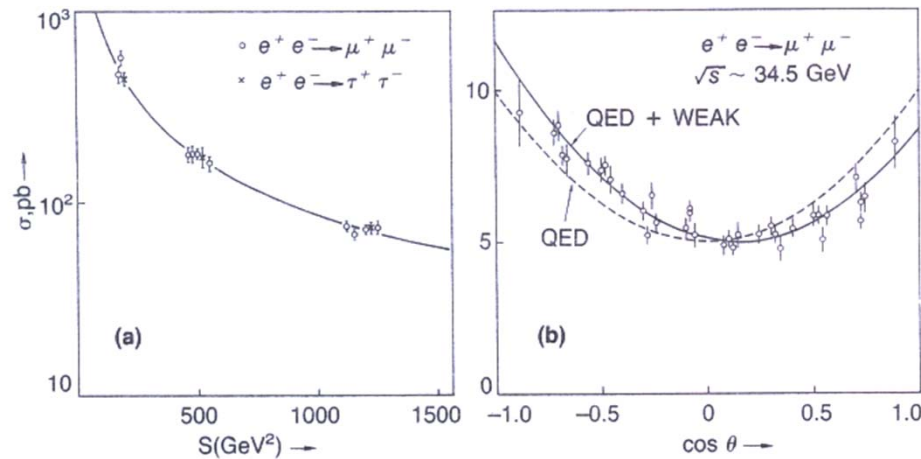 10³
σ,pb →
10²
10
500
1000
1500
S(GeV²) →
○ e⁺ e⁻ → μ⁺ μ⁻
× e⁺ e⁻ → τ⁺ τ⁻
(a)
e⁺ e⁻ → μ⁺ μ⁻
√s ~ 34.5 GeV
10
5
0
QED + WEAK
QED
(b)
−1.0
−0.5
0
0.5
1.0
cos θ →